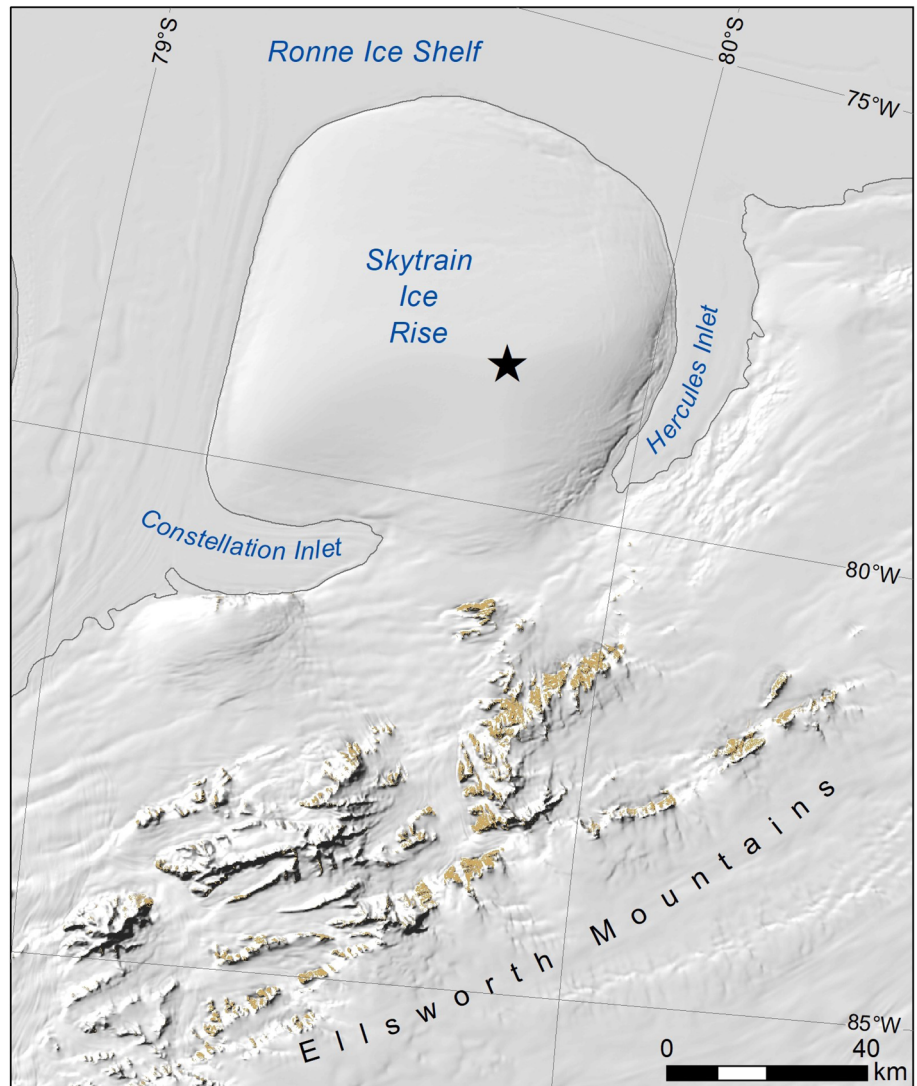 79°S
80°S
Ronne Ice Shelf
75°W
Skytrain
Ice
Rise
Hercules Inlet
Constellation Inlet
80°W
Ellsworth Mountains
85°W
0 40
km